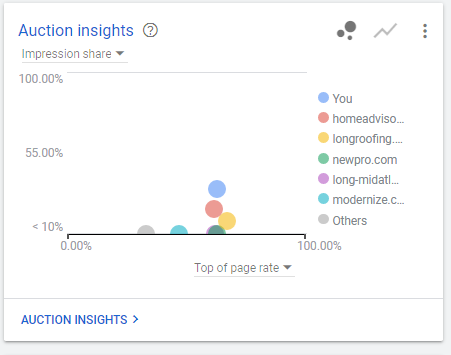 Auction insights ?
Impression share
100.00%
55.00%
< 10%
0.00%
100.00%
Top of page rate
You
homeadviso...
longroofing....
newpro.com
long-midatl...
modernize.c...
Others
AUCTION INSIGHTS >